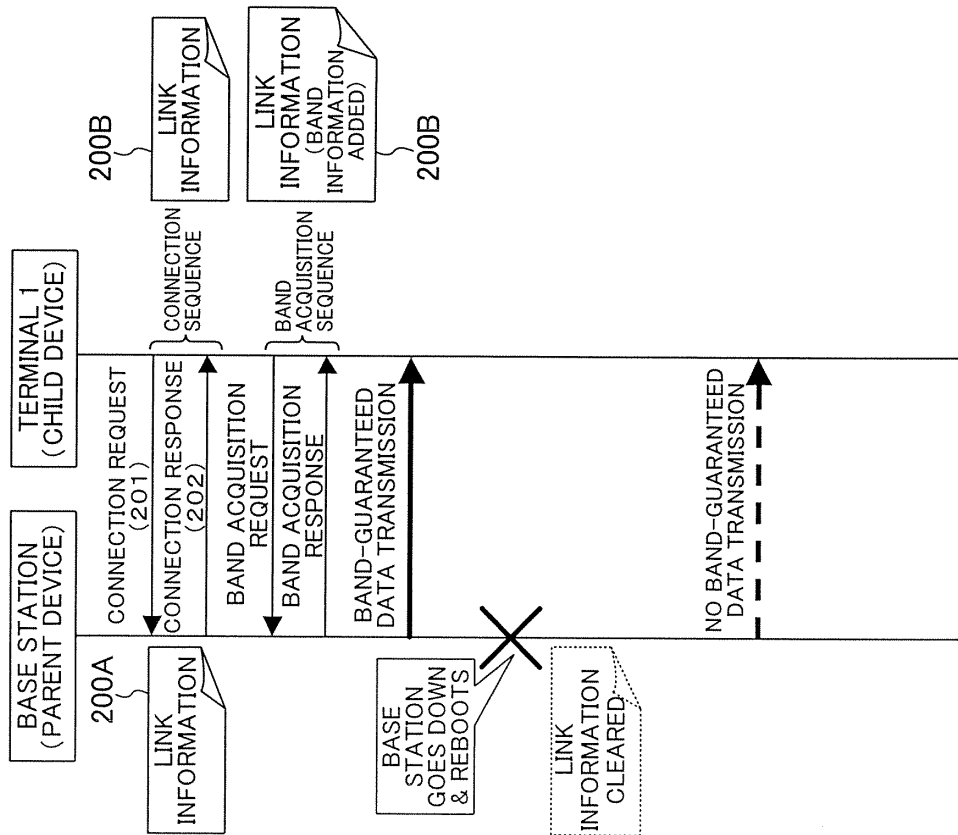 BASE STATION
(PARENT DEVICE)
TERMINAL 1
(CHILD DEVICE)
200A
LINK
INFORMATION
CONNECTION REQUEST
(201)
CONNECTION RESPONSE
(202)
CONNECTION
SEQUENCE
200B
LINK
INFORMATION
BAND ACQUISITION
REQUEST
BAND ACQUISITION
RESPONSE
BAND
ACQUISITION
SEQUENCE
LINK
INFORMATION
(BAND
INFORMATION
ADDED)
200B
BAND-GUARANTEED
DATA TRANSMISSION
BASE
STATION
GOES DOWN
& REBOOTS
LINK
INFORMATION
CLEARED
NO BAND-GUARANTEED
DATA TRANSMISSION